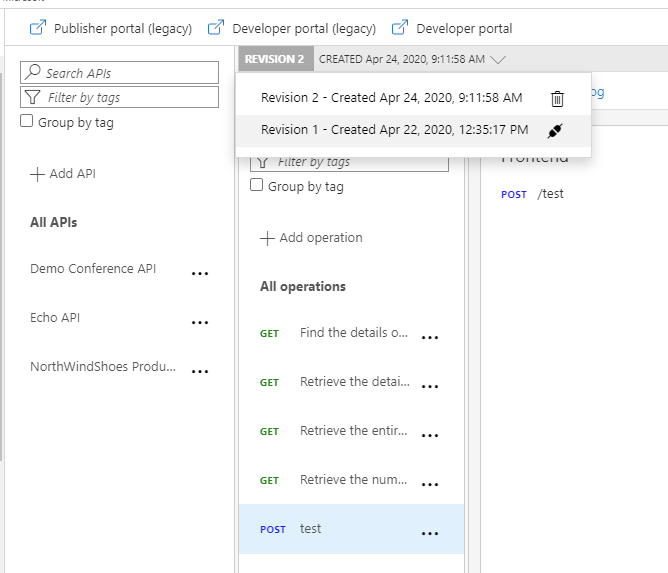 Publisher portal (legacy) Developer portal (legacy) Developer portal
REVISION 2 CREATED Apr 24, 2020, 9:11:58 AM
Search APIs
Filter by tags
Group by tag
Add API
All APIs
Demo Conference API ...
Echo API ...
NorthWindShoes Produ... ...
Revision 2 - Created Apr 24, 2020, 9:11:58 AM
Revision 1 - Created Apr 22, 2020, 12:35:17 PM
Filter by tags
Group by tag
Add operation
All operations
GET Find the details o... ...
GET Retrieve the detai... ...
GET Retrieve the entir... ...
GET Retrieve the num... ...
POST test ...
og
Frontend
POST /test